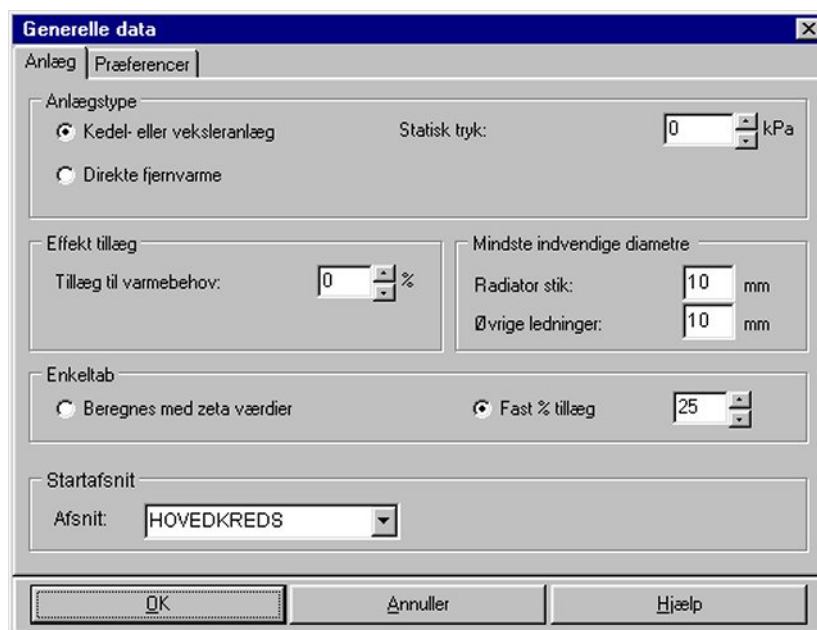 Generelle data
Anlæg Præferencer
Anlægstype
Kedel- eller veksleranlæg Statisk tryk: 0 kPa
Direkte fjernvarme
Effekt tillæg Mindste indvendige diametre
Tillæg til varmebehov: 0 % Radiator stik: 10 mm
Øvrige ledninger: 10 mm
Enkeltab
Beregnes med zeta værdier Fast % tillæg 25
Startafsnit
Afsnit: HOVEDKREDS
OK Annuller Hjælp